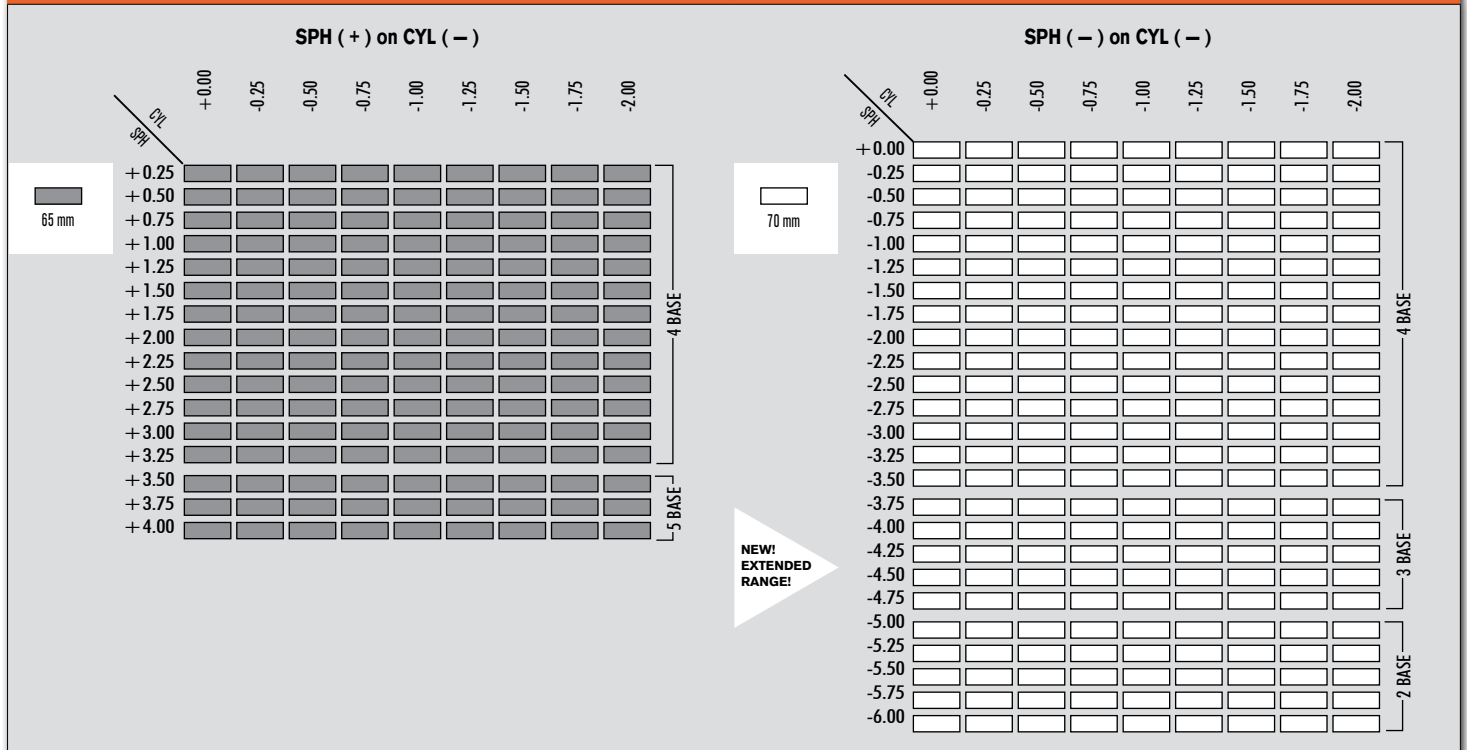 SPH ( + ) on CYL ( — )
+0.00 -0.25 -0.50 -0.75 -1.00 -1.25 -1.50 -1.75 -2.00
CYL
SPH
65 mm
+0.25
+0.50
+0.75
+1.00
+1.25
+1.50
+1.75
+2.00
+2.25
+2.50
+2.75
+3.00
+3.25
+3.50
+3.75
+4.00
4 BASE
5 BASE
SPH ( — ) on CYL ( — )
+0.00 -0.25 -0.50 -0.75 -1.00 -1.25 -1.50 -1.75 -2.00
CYL
SPH
70 mm
+0.00
-0.25
-0.50
-0.75
-1.00
-1.25
-1.50
-1.75
-2.00
-2.25
-2.50
-2.75
-3.00
-3.25
-3.50
-3.75
-4.00
-4.25
-4.50
-4.75
-5.00
-5.25
-5.50
-5.75
-6.00
4 BASE
3 BASE
2 BASE
NEW!
EXTENDED
RANGE!